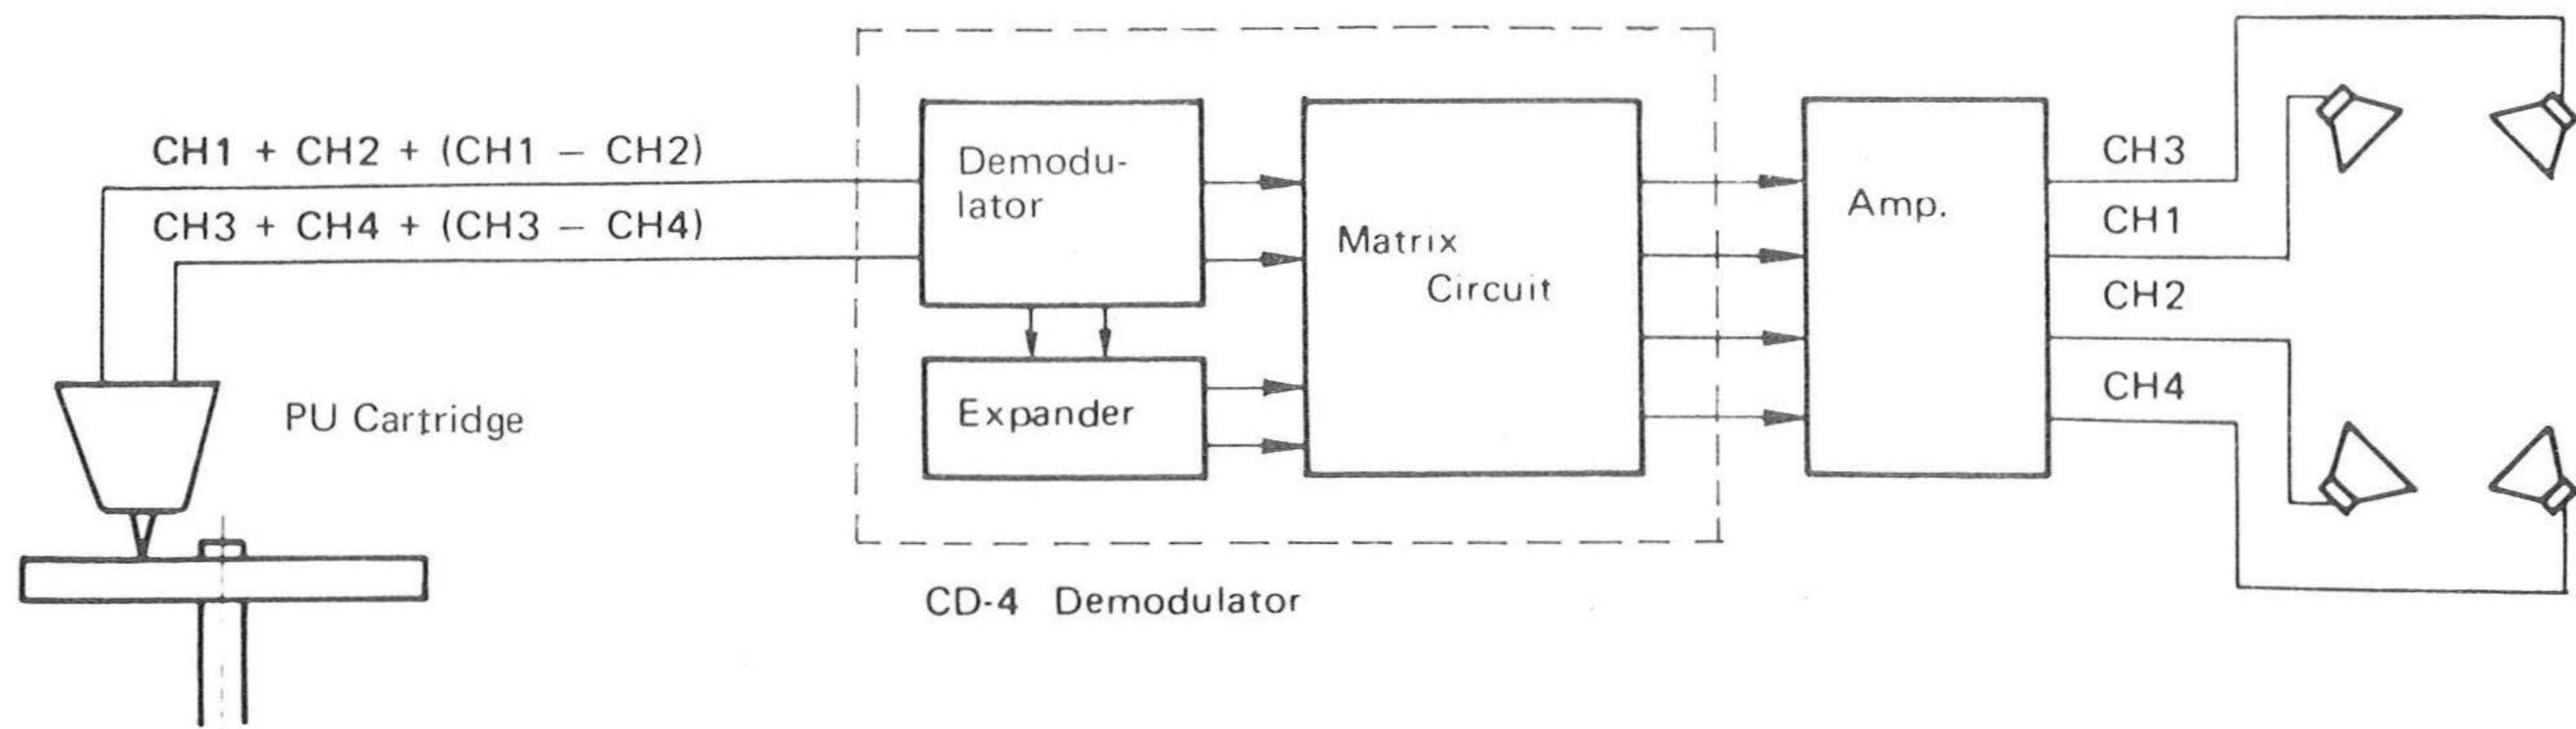 CH1 + CH2 + (CH1 – CH2)
CH3 + CH4 + (CH3 – CH4)
PU Cartridge
Demodu-
lator
Expander
Matrix
Circuit
CD-4 Demodulator
Amp.
CH3
CH1
CH2
CH4